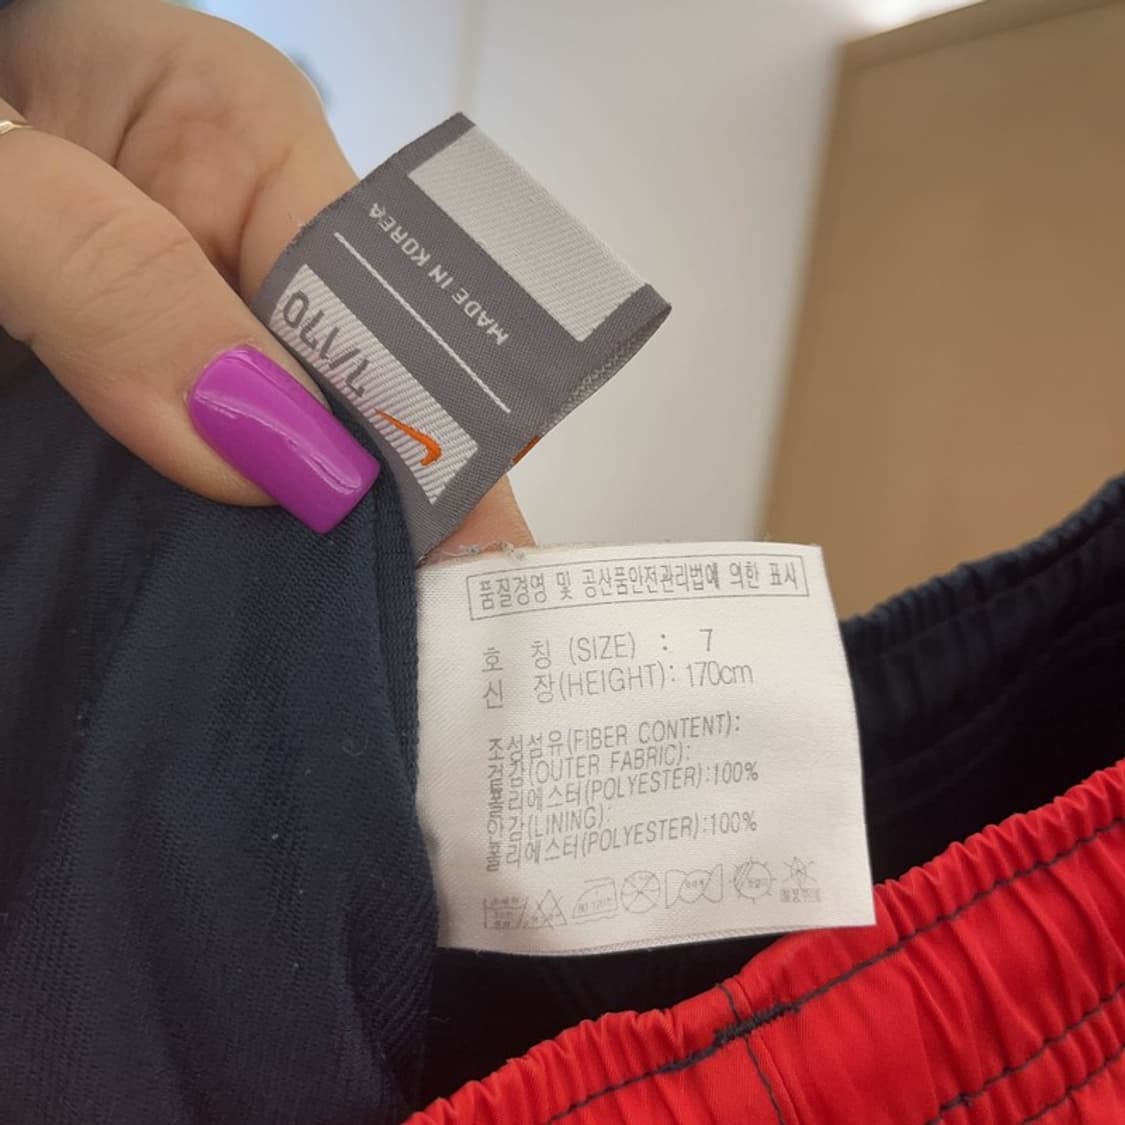 MADE IN KOREA
7/170
품질경영 및 공산품안전관리법에 의한 표시
호 칭 (SIZE) : 7
신 장(HEIGHT): 170cm
조성섬유(FIBER CONTENT):
겉감(OUTER FABRIC):
폴리에스터(POLYESTER):100%
안감(LINING):
폴리에스터(POLYESTER):100%